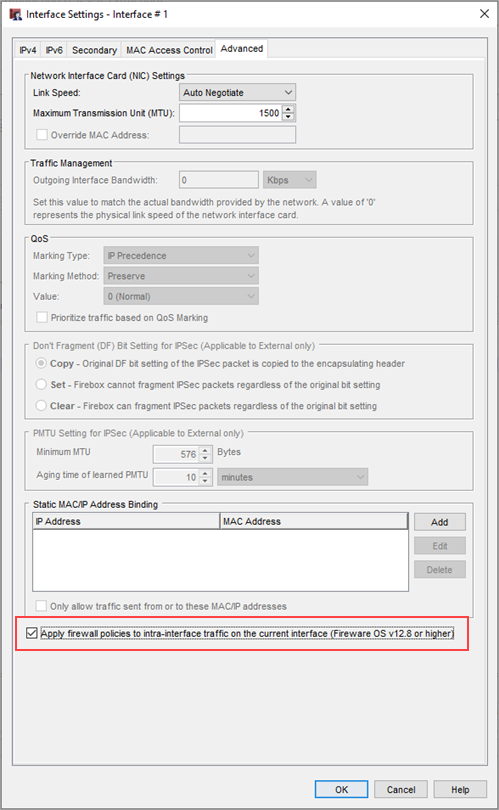 Interface Settings - Interface # 1
IPv4 IPv6 Secondary MAC Access Control Advanced
Network Interface Card (NIC) Settings
Link Speed: Auto Negotiate
Maximum Transmission Unit (MTU): 1500
Override MAC Address:
Traffic Management
Outgoing Interface Bandwidth: 0 Kbps
Set this value to match the actual bandwidth provided by the network. A value of '0'
represents the physical link speed of the network interface card.
QoS
Marking Type: IP Precedence
Marking Method: Preserve
Value: 0 (Normal)
Prioritize traffic based on QoS Marking
Don't Fragment (DF) Bit Setting for IPSec (Applicable to External only)
Copy - Original DF bit setting of the IPSec packet is copied to the encapsulating header
Set - Firebox cannot fragment IPSec packets regardless of the original bit setting
Clear - Firebox can fragment IPSec packets regardless of the original bit setting
PMTU Setting for IPSec (Applicable to External only)
Minimum MTU 576 Bytes
Aging time of learned PMTU 10 minutes
Static MAC/IP Address Binding
IP Address MAC Address Add
Edit
Delete
Only allow traffic sent from or to these MAC/IP addresses
Apply firewall policies to intra-interface traffic on the current interface (Fireware OS v12.8 or higher)
OK Cancel Help